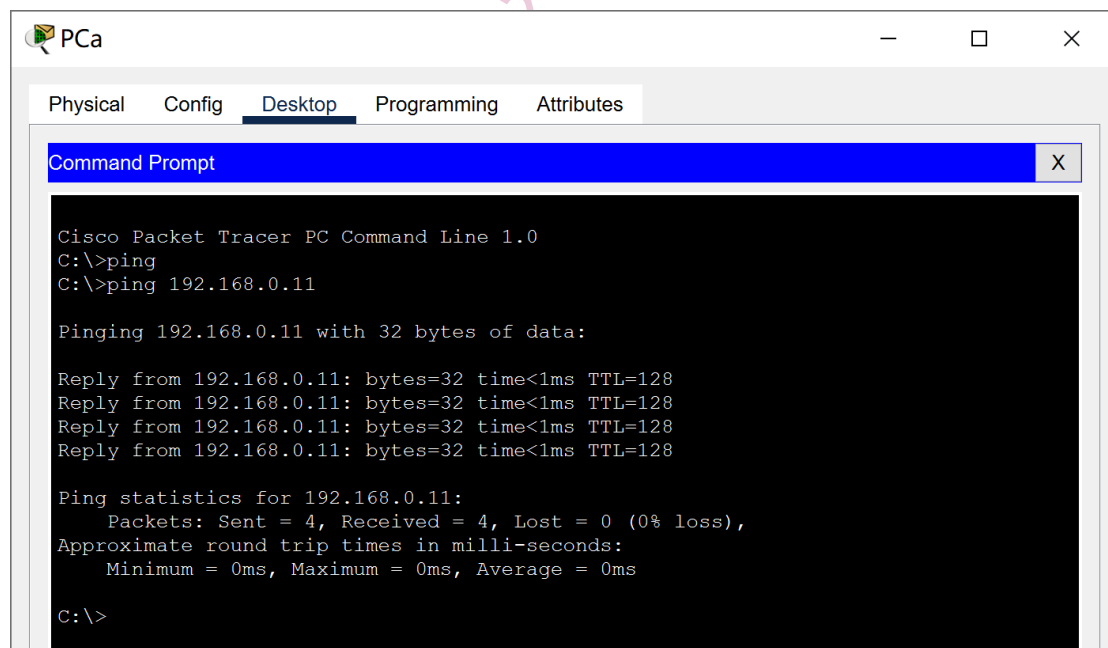 PCa
Physical Config Desktop Programming Attributes
Command Prompt X
Cisco Packet Tracer PC Command Line 1.0
C:\>ping
C:\>ping 192.168.0.11
Pinging 192.168.0.11 with 32 bytes of data:
Reply from 192.168.0.11: bytes=32 time<1ms TTL=128
Reply from 192.168.0.11: bytes=32 time<1ms TTL=128
Reply from 192.168.0.11: bytes=32 time<1ms TTL=128
Reply from 192.168.0.11: bytes=32 time<1ms TTL=128
Ping statistics for 192.168.0.11:
Packets: Sent = 4, Received = 4, Lost = 0 (0% loss),
Approximate round trip times in milli-seconds:
Minimum = 0ms, Maximum = 0ms, Average = 0ms
C:\>